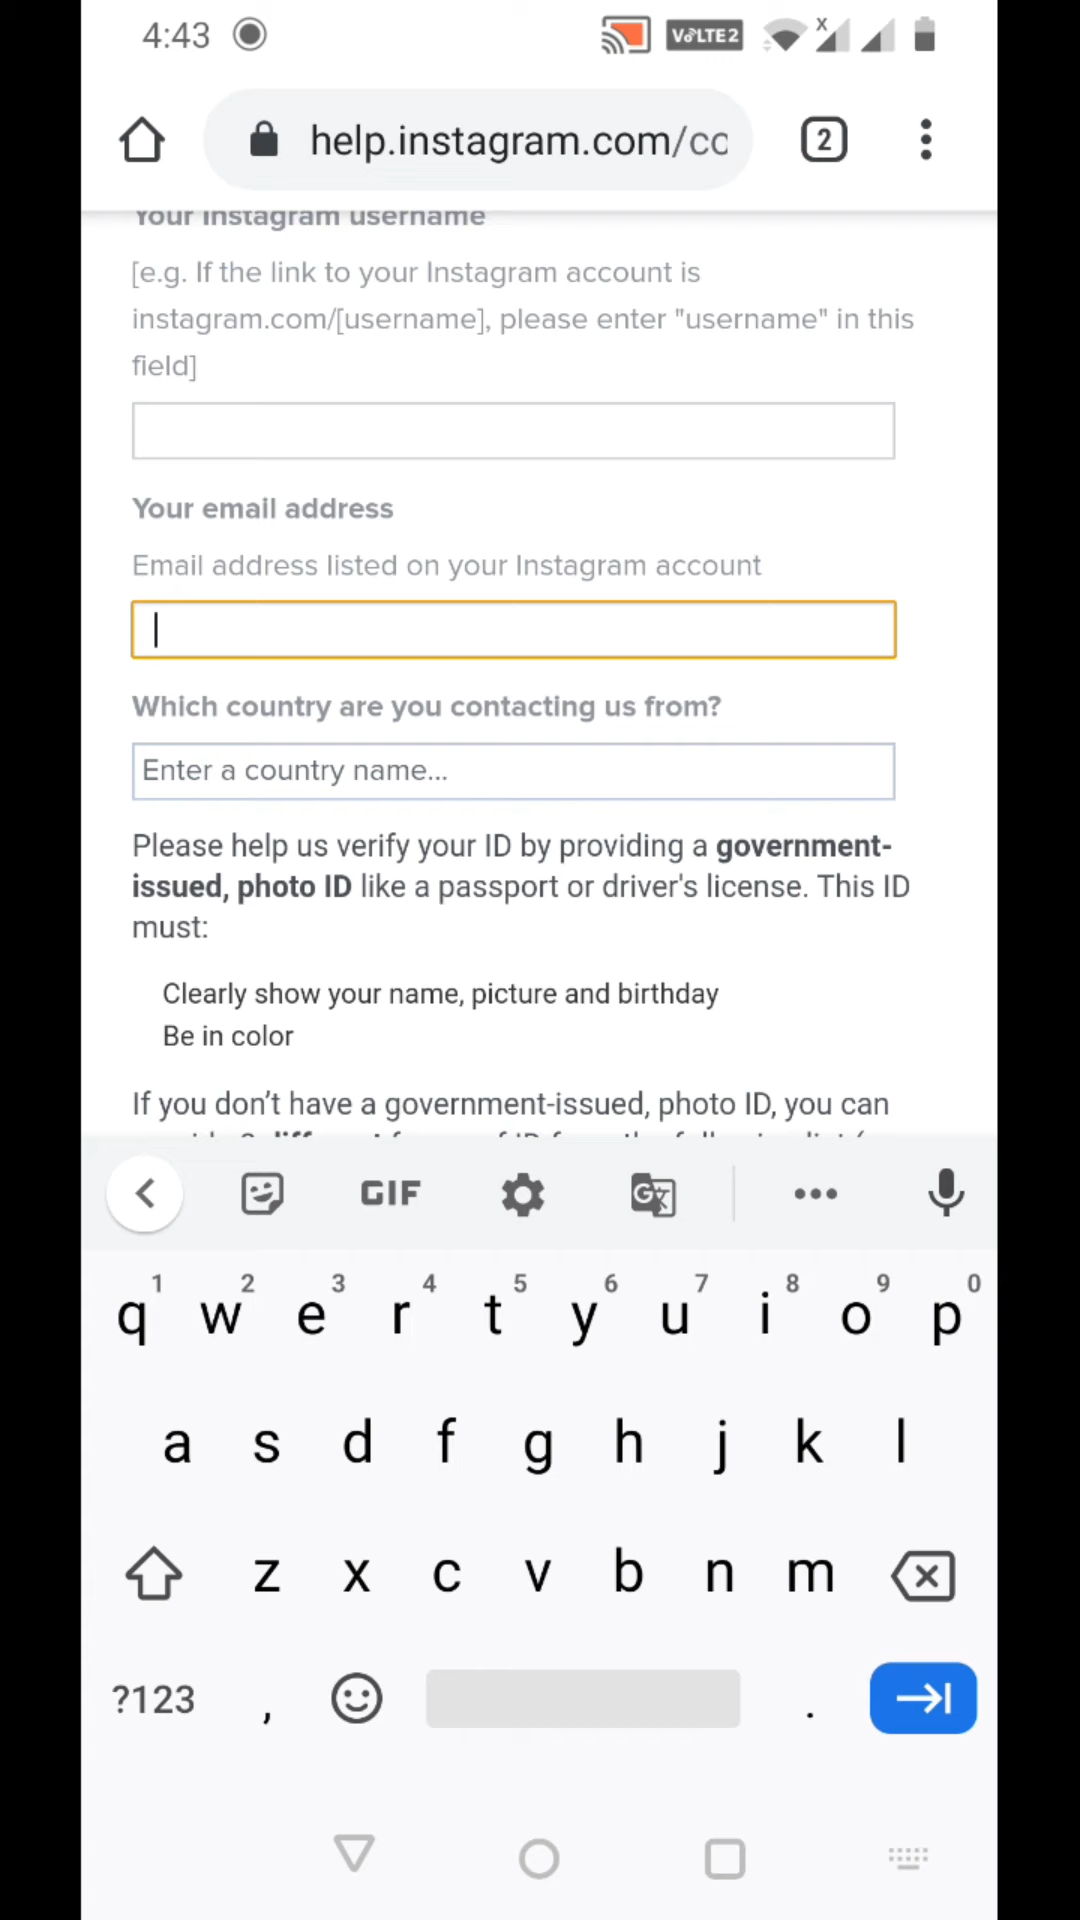 4:43
VoLTE2
help.instagram.com/cc
2
Your Instagram username
[e.g. If the link to your Instagram account is
instagram.com/[username], please enter "username" in this
field]
Your email address
Email address listed on your Instagram account
Which country are you contacting us from?
Enter a country name...
Please help us verify your ID by providing a government-
issued, photo ID like a passport or driver's license. This ID
must:
Clearly show your name, picture and birthday
Be in color
If you don't have a government-issued, photo ID, you can
GIF
1 2 3 4 5 6 7 8 9 0
q w e r t y u i o p
a s d f g h j k l
z x c v b n m
?123 , .